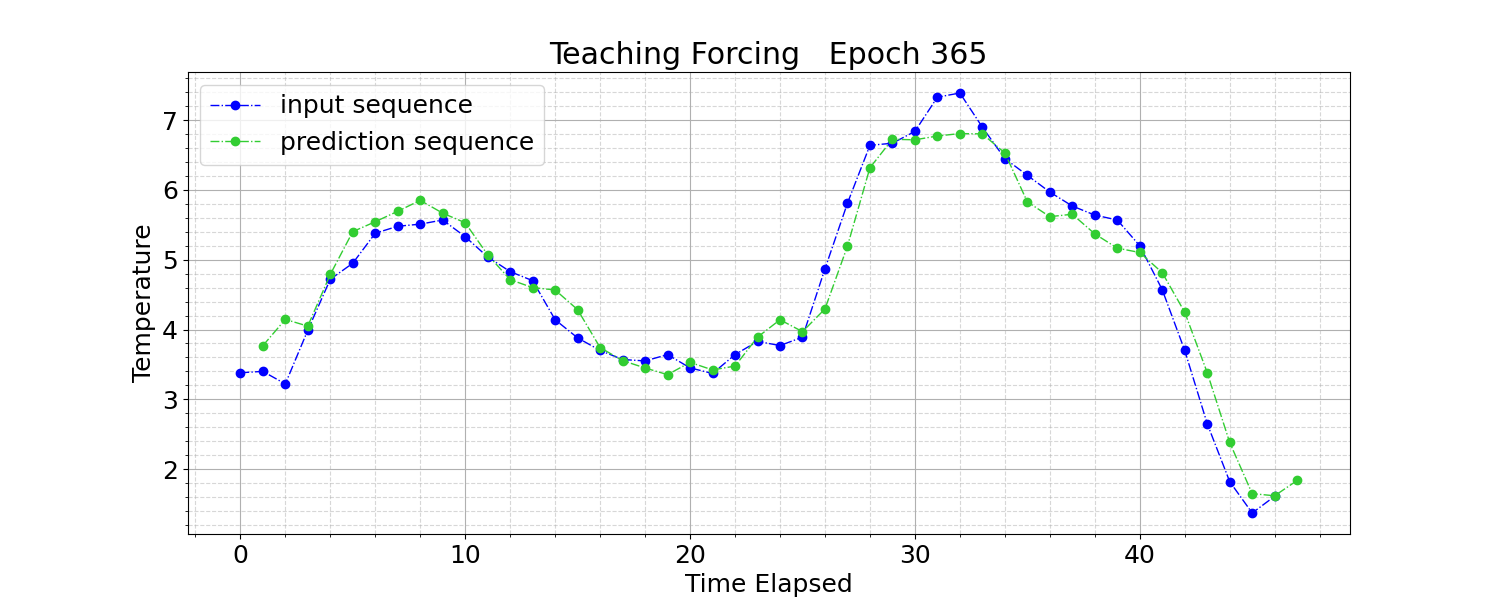 Teaching Forcing   Epoch 365
input sequence
prediction sequence
Temperature
7
6
5
4
3
2
0 10 20 30 40
Time Elapsed